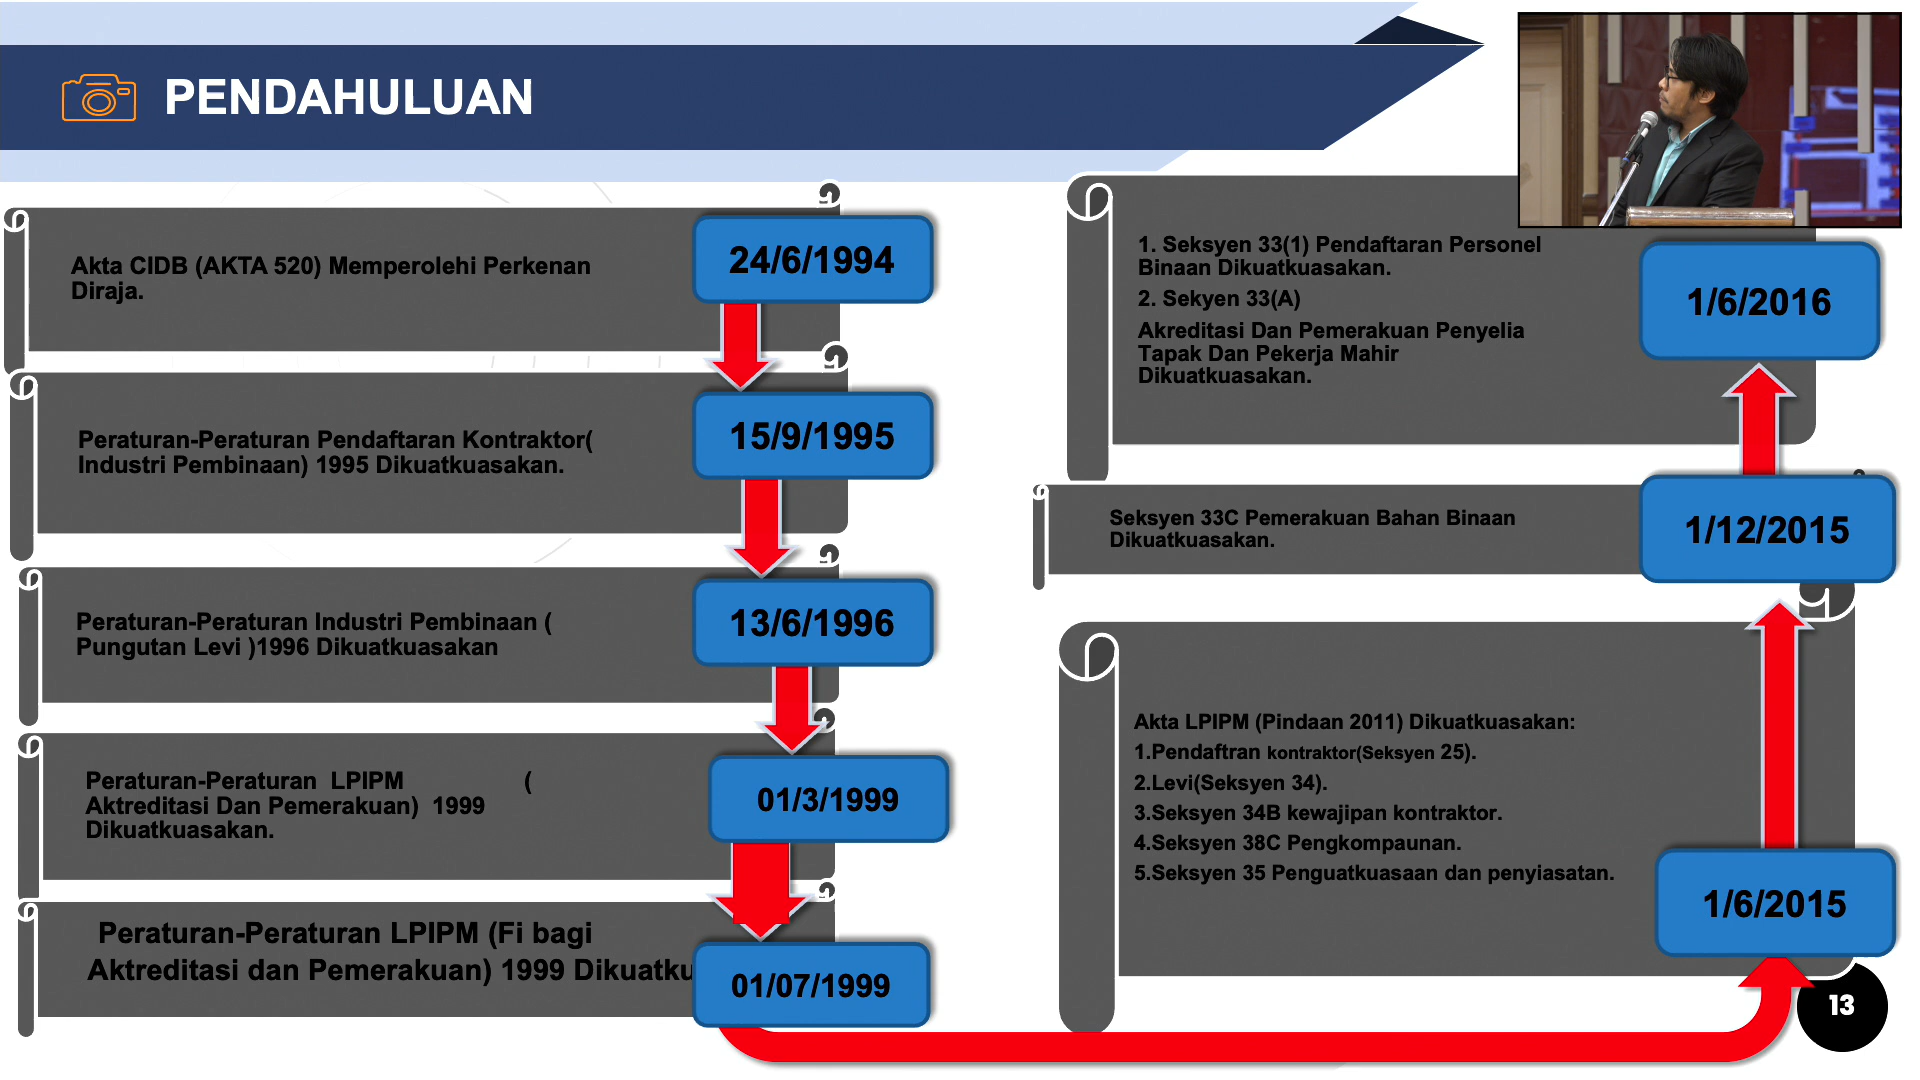 PENDAHULUAN
Akta CIDB (AKTA 520) Memperolehi Perkenan
Diraja.
24/6/1994
Peraturan-Peraturan Pendaftaran Kontraktor(
Industri Pembinaan) 1995 Dikuatkuasakan.
15/9/1995
Peraturan-Peraturan Industri Pembinaan (
Pungutan Levi )1996 Dikuatkuasakan
13/6/1996
Peraturan-Peraturan LPIPM (
Aktreditasi Dan Pemerakuan) 1999
Dikuatkuasakan.
01/3/1999
Peraturan-Peraturan LPIPM (Fi bagi
Aktreditasi dan Pemerakuan) 1999 Dikuatku
01/07/1999
1. Seksyen 33(1) Pendaftaran Personel
Binaan Dikuatkuasakan.
2. Sekyen 33(A)
Akreditasi Dan Pemerakuan Penyelia
Tapak Dan Pekerja Mahir
Dikuatkuasakan.
1/6/2016
Seksyen 33C Pemerakuan Bahan Binaan
Dikuatkuasakan.
1/12/2015
Akta LPIPM (Pindaan 2011) Dikuatkuasakan:
1.Pendaftran kontraktor(Seksyen 25).
2.Levi(Seksyen 34).
3.Seksyen 34B kewajipan kontraktor.
4.Seksyen 38C Pengkompaunan.
5.Seksyen 35 Penguatkuasaan dan penyiasatan.
1/6/2015
13